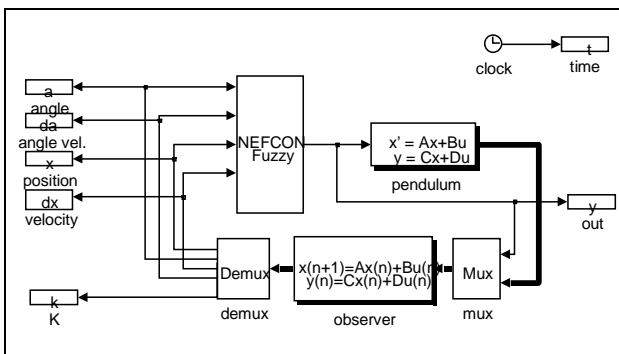 t
clock
time
a
angle
da
angle vel.
x
position
dx
velocity
NEFCON
Fuzzy
x' = Ax+Bu
y = Cx+Du
pendulum
y
out
Demux
demux
x(n+1)=Ax(n)+Bu(n)
y(n)=Cx(n)+Du(n)
observer
Mux
mux
k
K